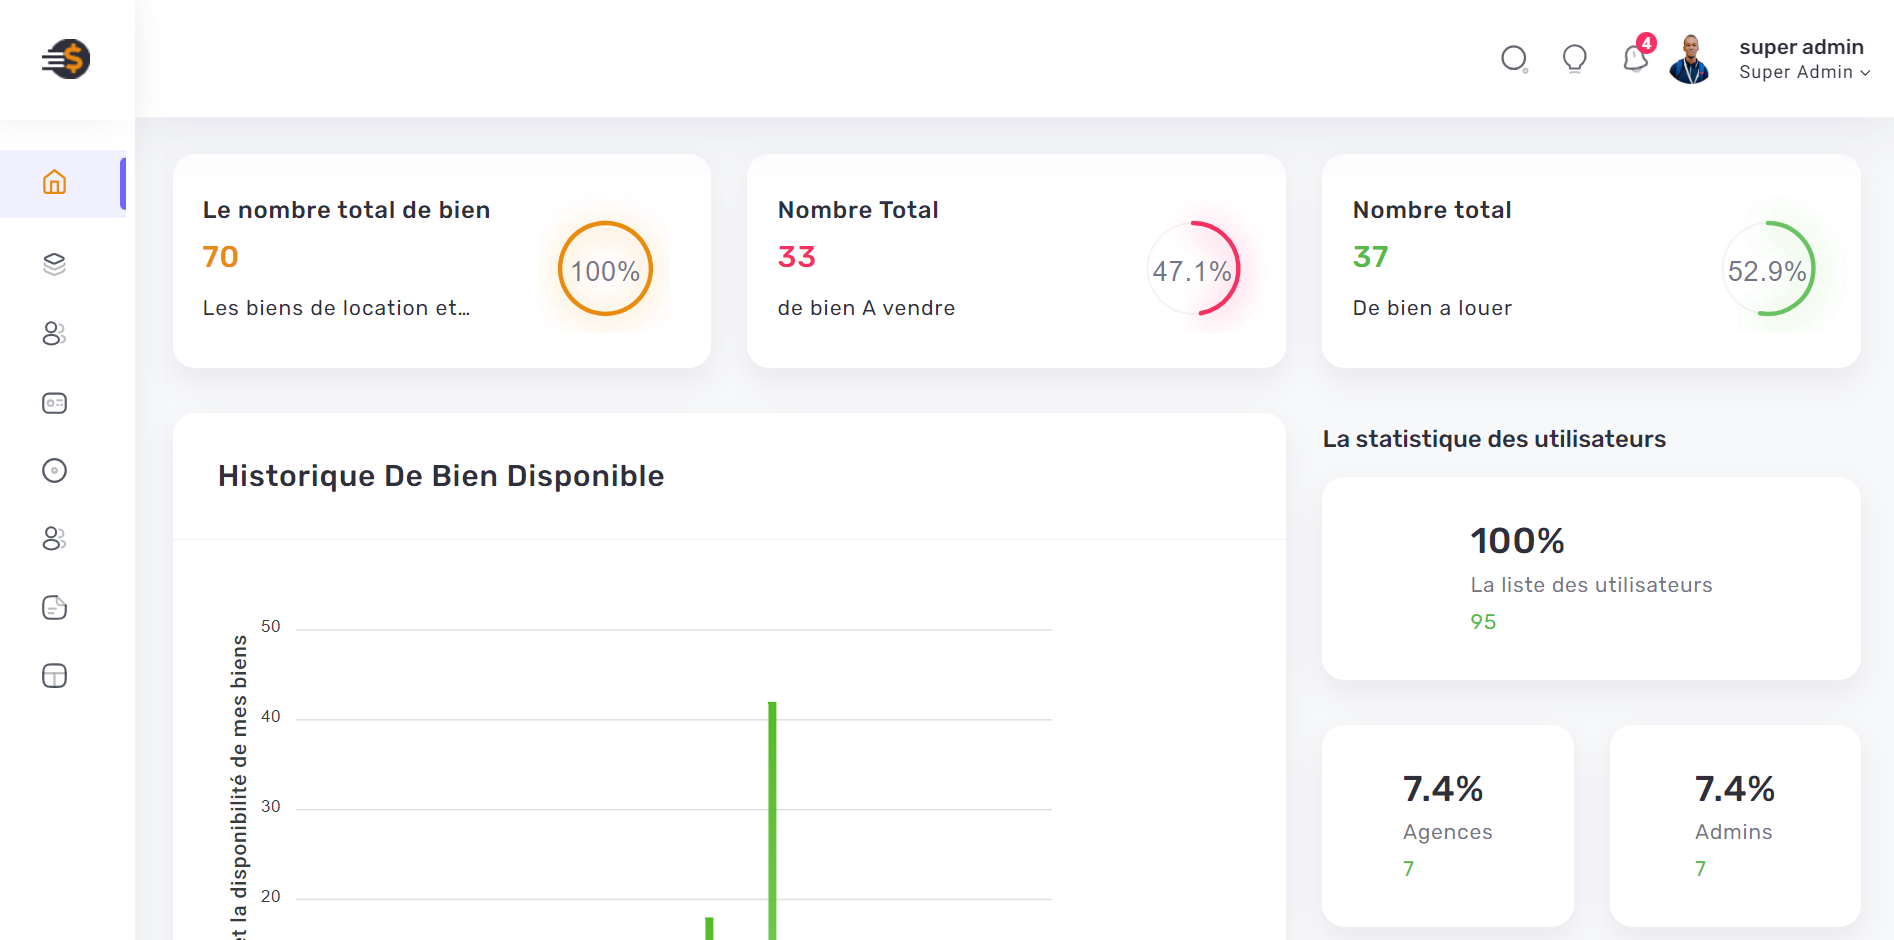 4
super admin
Super Admin
Le nombre total de bien
70
Les biens de location et...
100%
Nombre Total
33
de bien A vendre
47.1%
Nombre total
37
De bien a louer
52.9%
Historique De Bien Disponible
et la disponibilité de mes biens
50
40
30
20
La statistique des utilisateurs
100%
La liste des utilisateurs
95
7.4%
Agences
7
7.4%
Admins
7